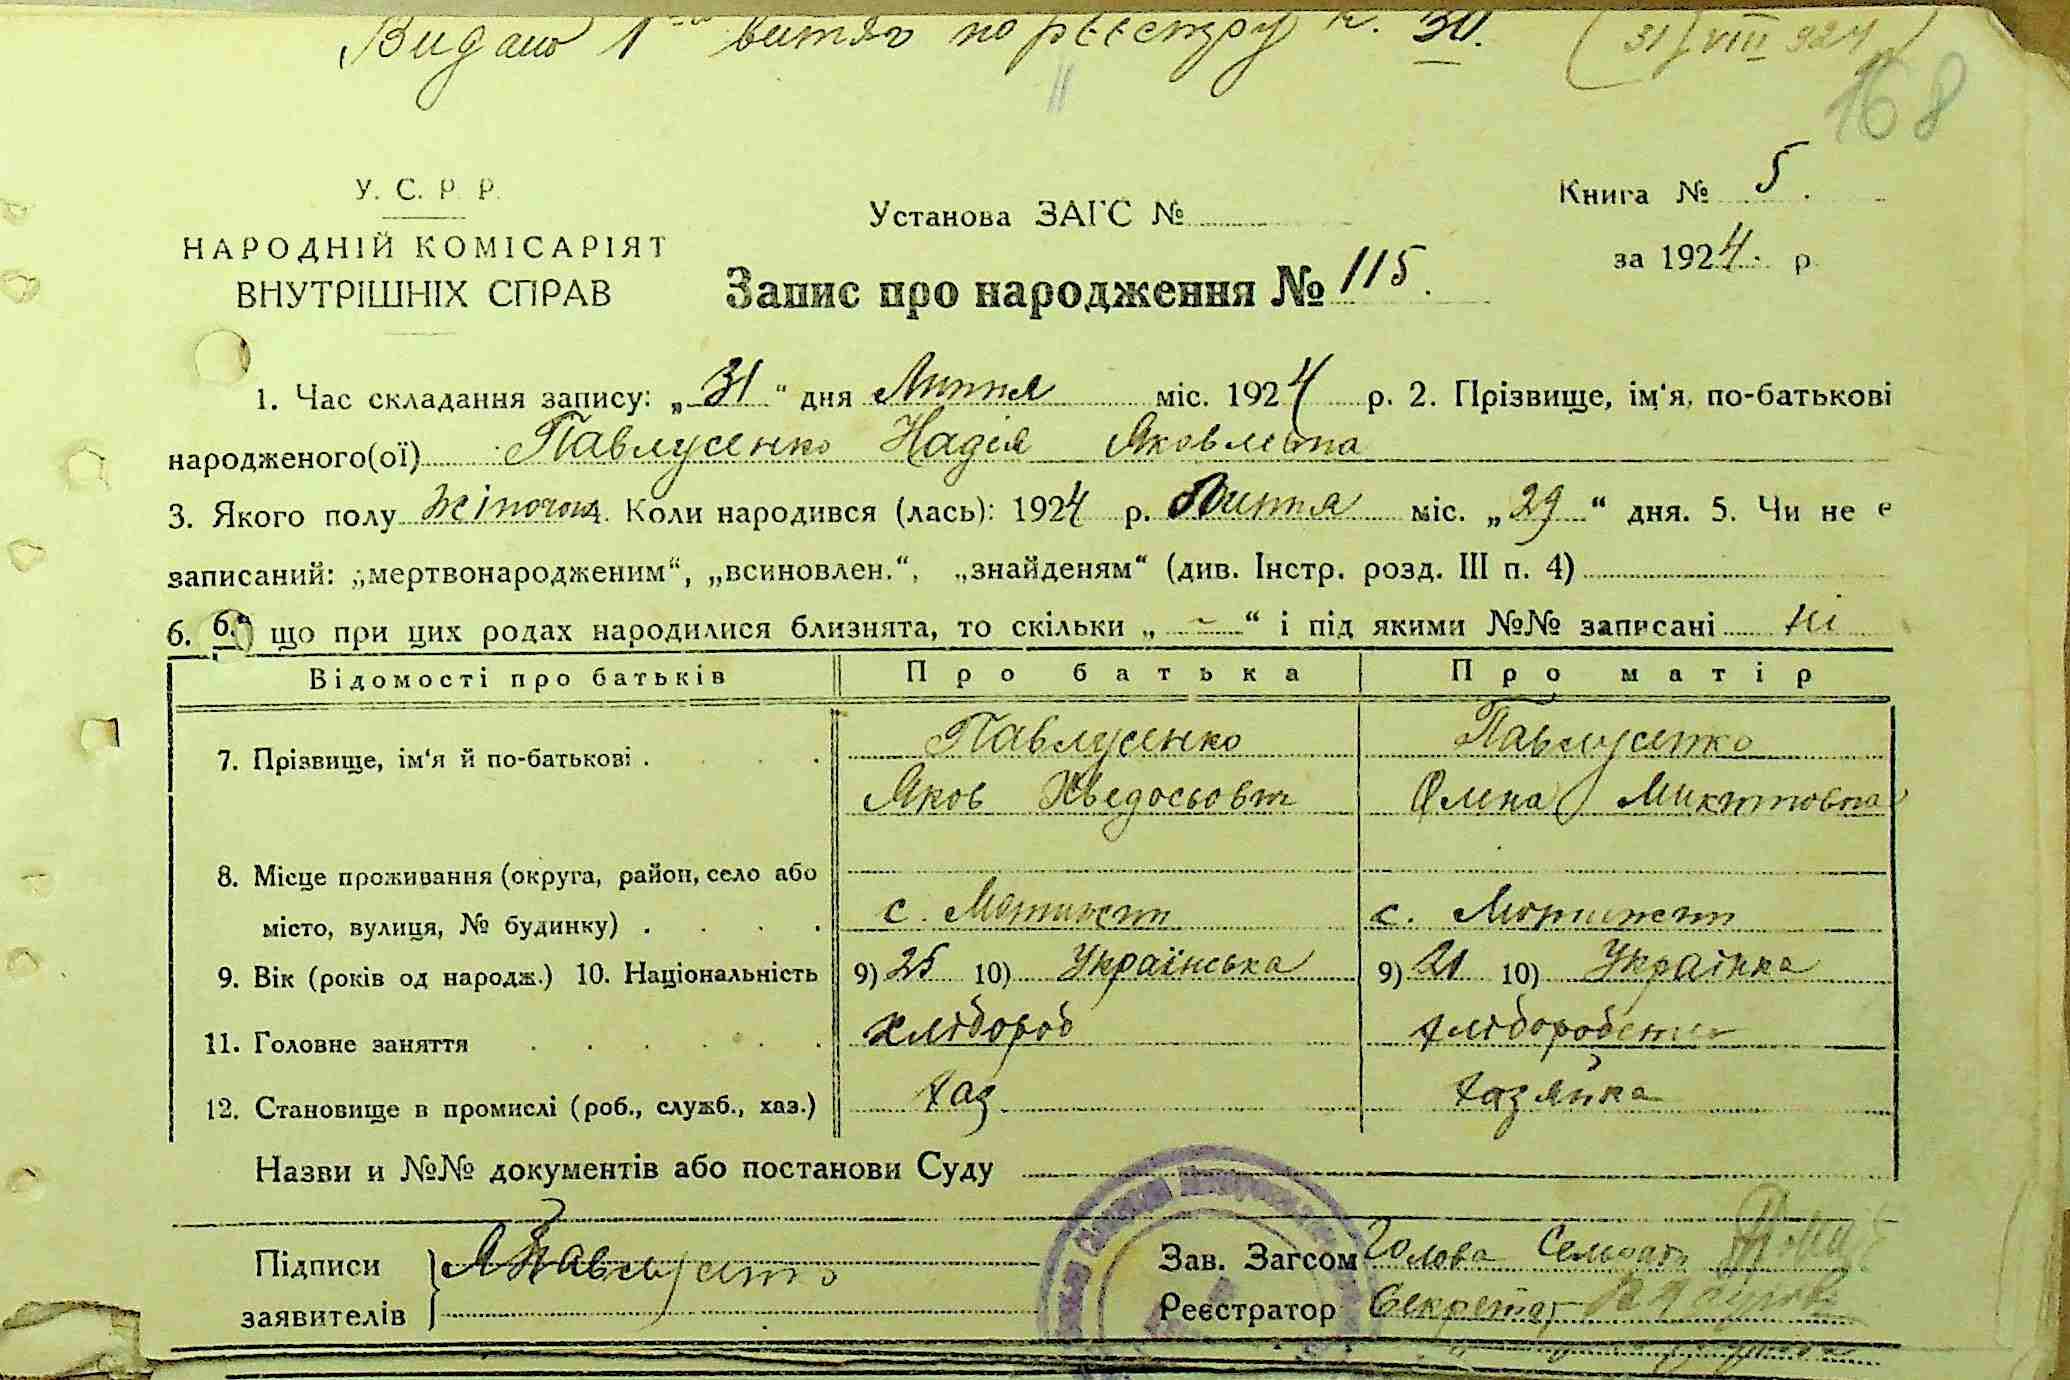 Видано 1ий витяг по реєстру н. 30. (31/VIII 924)
168
У. С. Р. Р.
НАРОДНІЙ КОМІСАРІЯТ
ВНУТРІШНІХ СПРАВ
Установа ЗАГС №
Книга № 5.
за 1924. р.
Запис про народження № 115.
1. Час складання запису: „31“ дня Липня міс. 1924 р. 2. Прізвище, ім‘я, по-батькові
народженого(ої) Павлусенко Надія Яковлевна
3. Якого полу жіночого 4. Коли народився (лась): 1924 р. Липня міс. „29“ дня. 5. Чи не є
записаний: „мертвонародженим“, „всиновлен.“, „знайденям“ (див. Інстр. розд. III п. 4)
6. що при цих родах народилися близнята, то скільки „ - “ і під якими №№ записані ні
Відомості про батьків Про батька Про матір
7. Прізвище, ім‘я й по-батькові . Павлусенко Павлусенко
Яков Хведосьович Олена Микитовна
8. Місце проживання (округа, район, село або
місто, вулиця, № будинку) . с. с.
9. Вік (років од народж.) 10. Національність 9) 25 10) Українська 9) 21 10) Українка
11. Головне заняття хлібороб
12. Становище в промислі (роб., служб., хаз.) хаз. хазяйка
Назви и №№ документів або постанови Суду
Підписи
заявителів
Я Павлусенко
Зав. Загсом Голова Сельради
Реєстратор Секретар